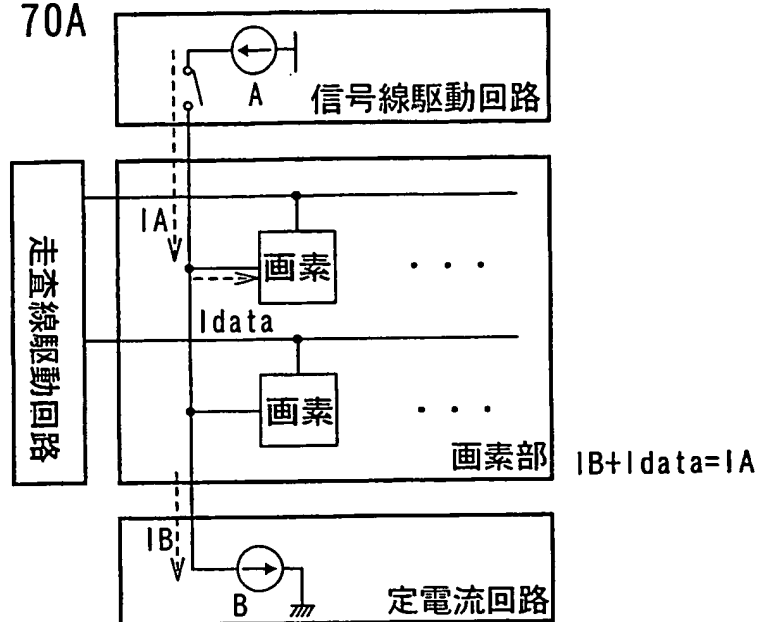 70A
A
信号線駆動回路
走査線駆動回路
IA
画素
・・・
Idata
画素
・・・
画素部
IB+Idata=IA
IB
B
定電流回路